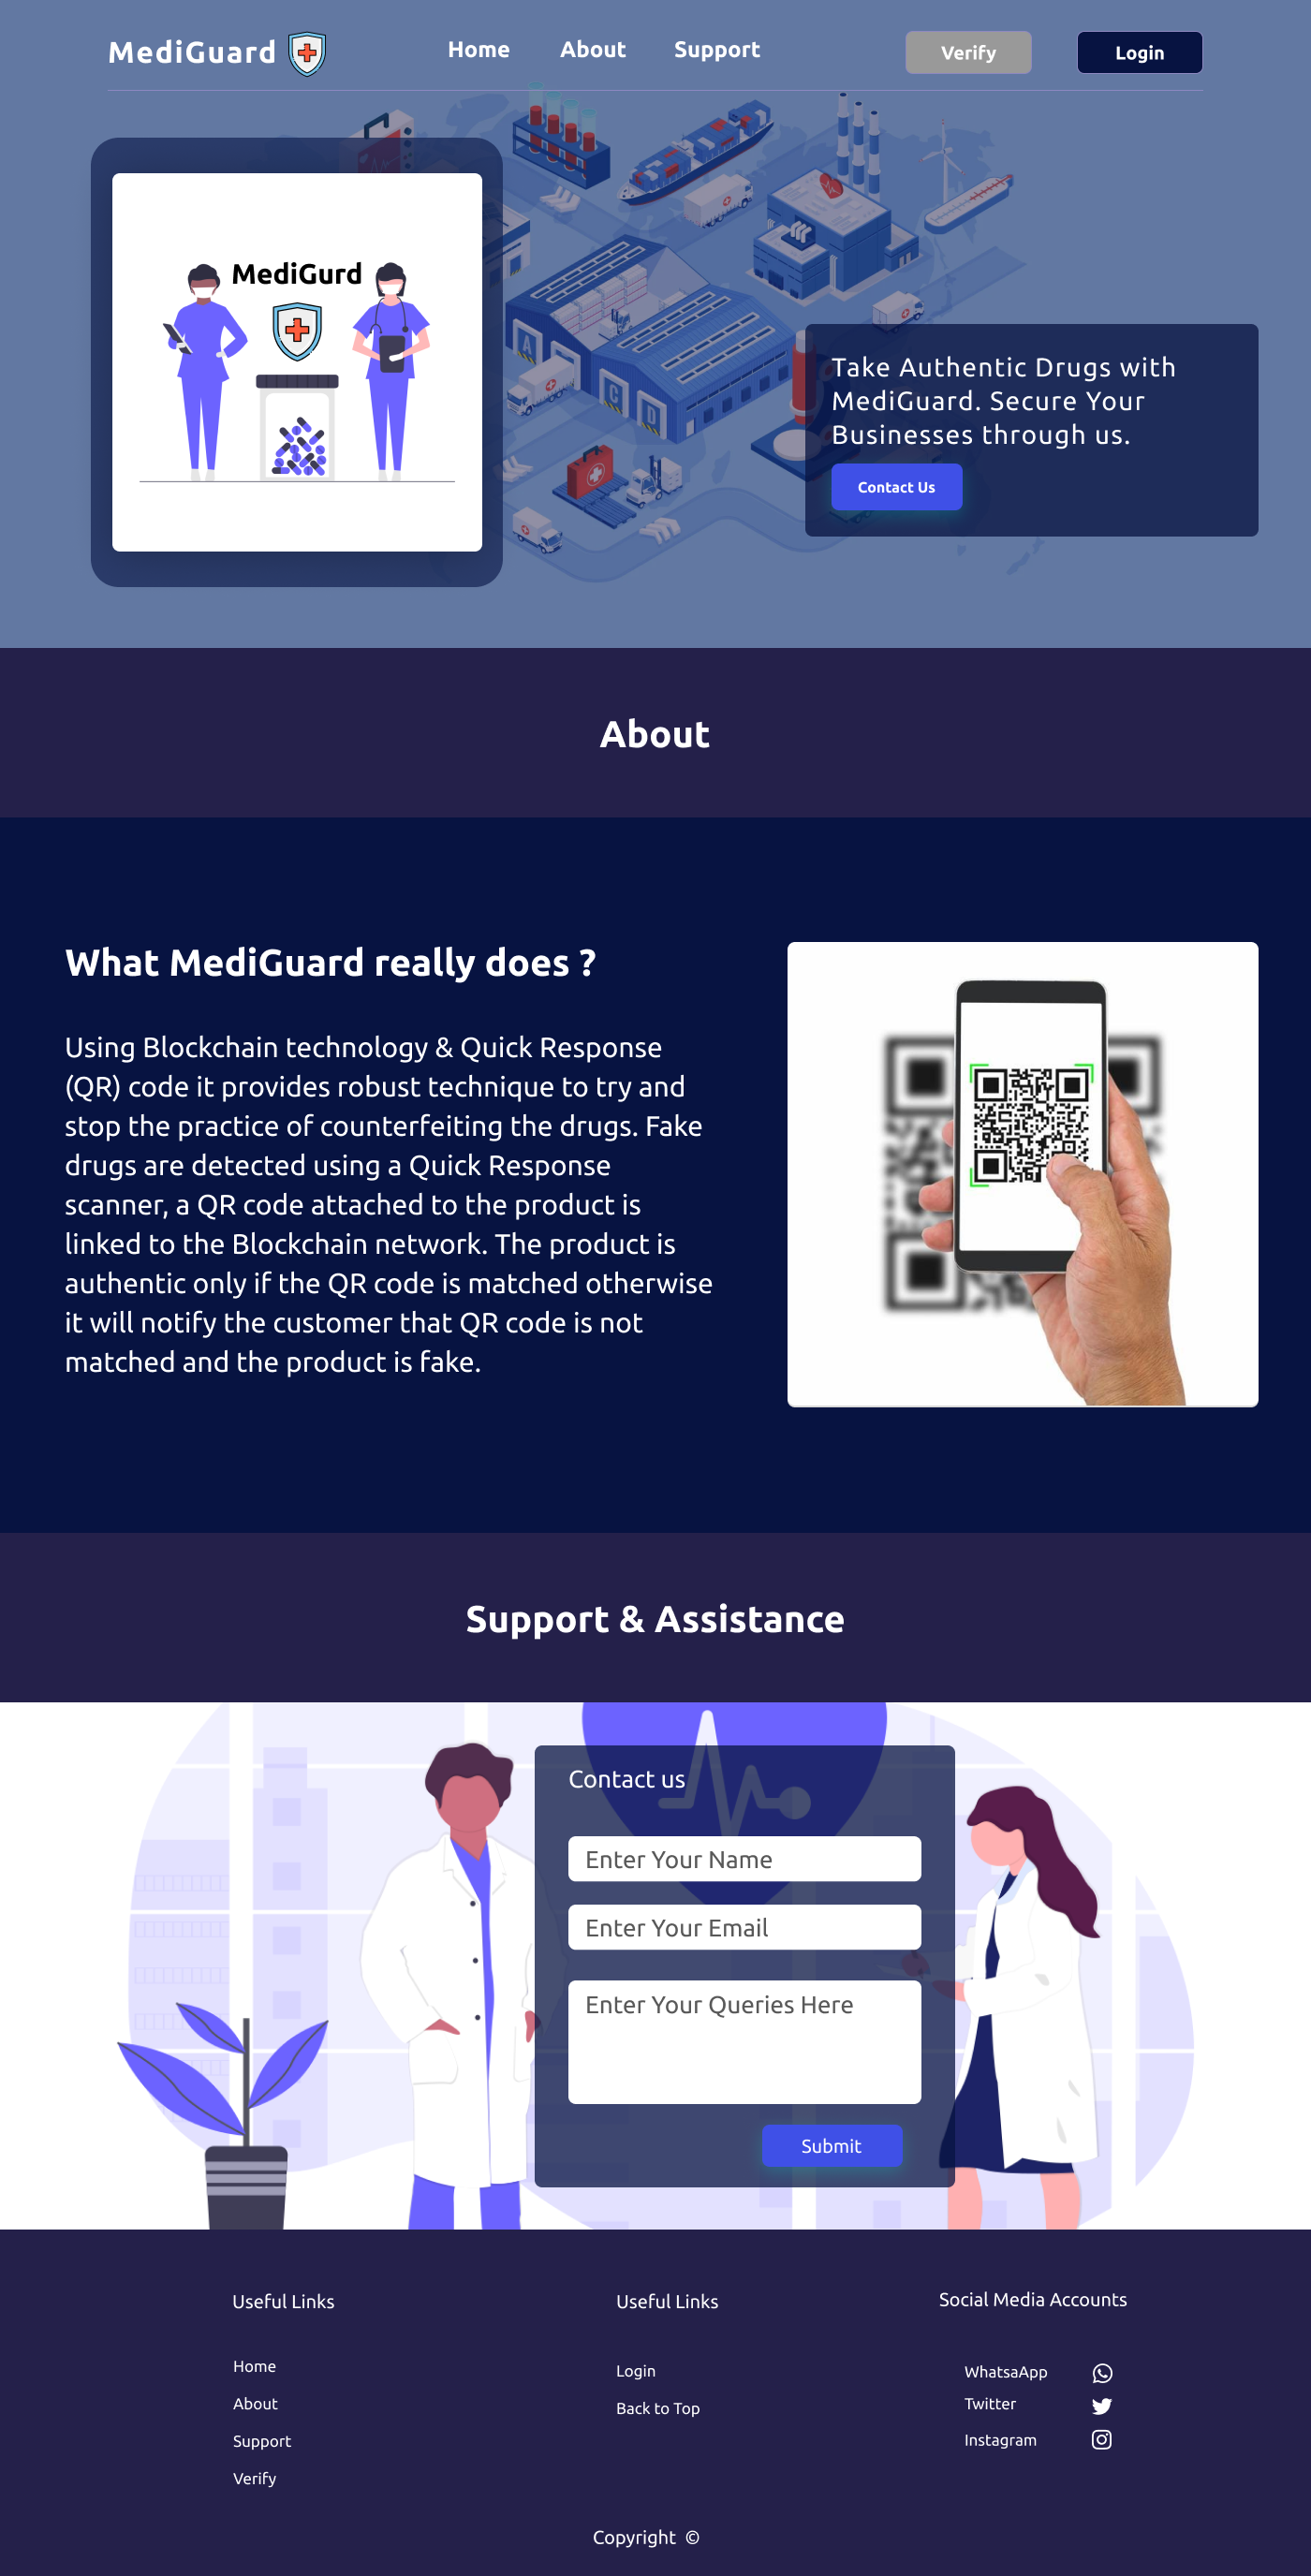 MediGuard
Home
About
Support
Verify
Login
MediGurd
A
C
D
Take Authentic Drugs with
MediGuard. Secure Your
Businesses through us.
Contact Us
About
What MediGuard really does ?
Using Blockchain technology & Quick Response
(QR) code it provides robust technique to try and
stop the practice of counterfeiting the drugs. Fake
drugs are detected using a Quick Response
scanner, a QR code attached to the product is
linked to the Blockchain network. The product is
authentic only if the QR code is matched otherwise
it will notify the customer that QR code is not
matched and the product is fake.
Support & Assistance
Contact us
Enter Your Name
Enter Your Email
Enter Your Queries Here
Submit
Useful Links
Home
About
Support
Verify
Useful Links
Login
Back to Top
Social Media Accounts
WhatsaApp
Twitter
Instagram
Copyright ©